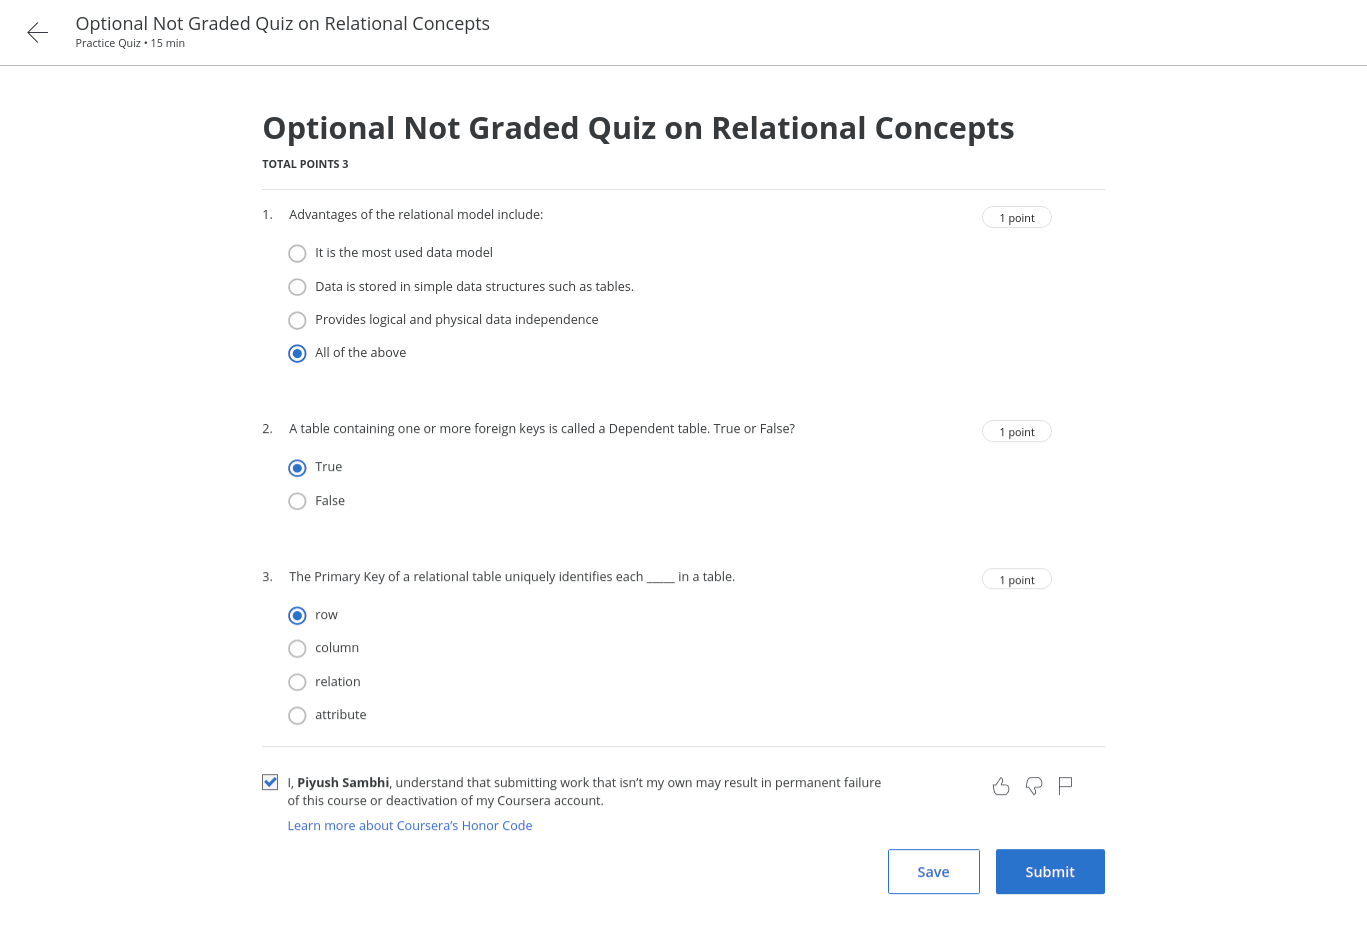 Optional Not Graded Quiz on Relational Concepts
Practice Quiz • 15 min
Optional Not Graded Quiz on Relational Concepts
TOTAL POINTS 3
1. Advantages of the relational model include:
1 point
It is the most used data model
Data is stored in simple data structures such as tables.
Provides logical and physical data independence
All of the above
2. A table containing one or more foreign keys is called a Dependent table. True or False?
1 point
True
False
3. The Primary Key of a relational table uniquely identifies each _____ in a table.
1 point
row
column
relation
attribute
I, Piyush Sambhi, understand that submitting work that isn’t my own may result in permanent failure
of this course or deactivation of my Coursera account.
Learn more about Coursera’s Honor Code
Save
Submit